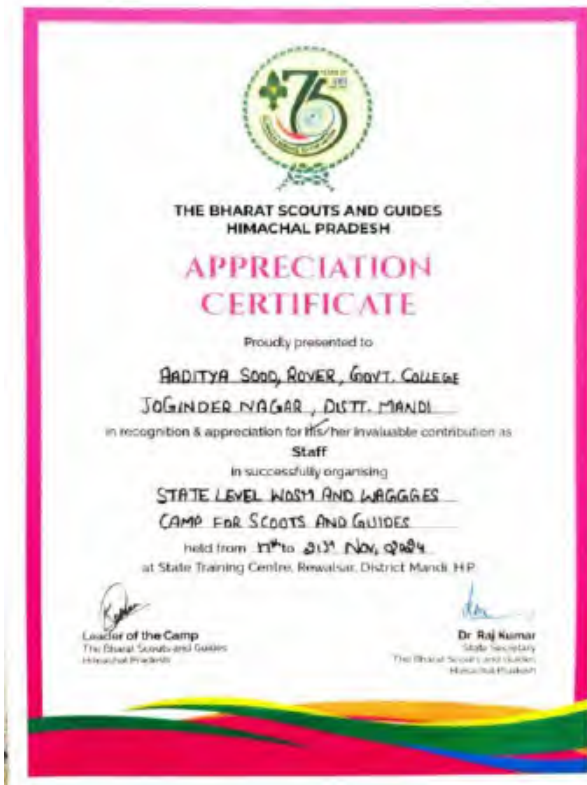 75
THE BHARAT SCOUTS AND GUIDES
HIMACHAL PRADESH
APPRECIATION
CERTIFICATE
Proudly presented to
AADITYA SOOD, ROVER, GOVT. COLLEGE
JOGINDER NAGAR, DISTT. MANDI
in recognition & appreciation for his/her invaluable contribution as
Staff
in successfully organising
STATE LEVEL WOSM AND WAGGGES
CAMP FOR SCOOTS AND GUIDES
held from 17th to 21st Nov, 2024
at State Training Centre, Rewalsar, District Mandi, H.P.
Leader of the Camp
The Bharat Scouts and Guides
Himachal Pradesh
Dr. Raj Kumar
State Secretary
The Bharat Scouts and Guides
Himachal Pradesh